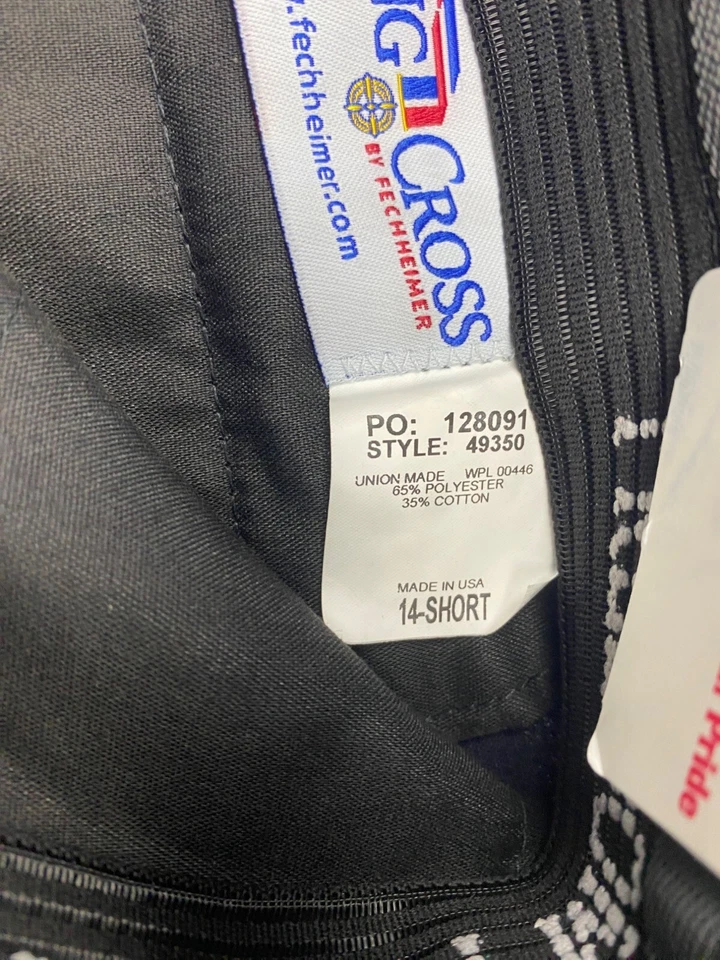 .fechheimer.com
NG
CROSS
BY FECHHEIMER
PO: 128091
STYLE: 49350
UNION MADE WPL 00446
65% POLYESTER
35% COTTON
MADE IN USA
14-SHORT
Pride